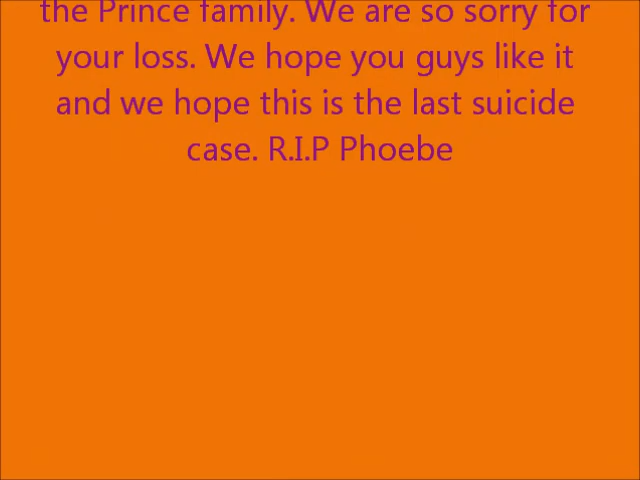 the Prince family. We are so sorry for
your loss. We hope you guys like it
and we hope this is the last suicide
case. R.I.P Phoebe